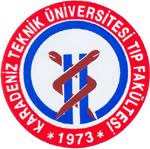 KARADENİZ TEKNİK ÜNİVERSİTESİ TIP FAKÜLTESİ
1973